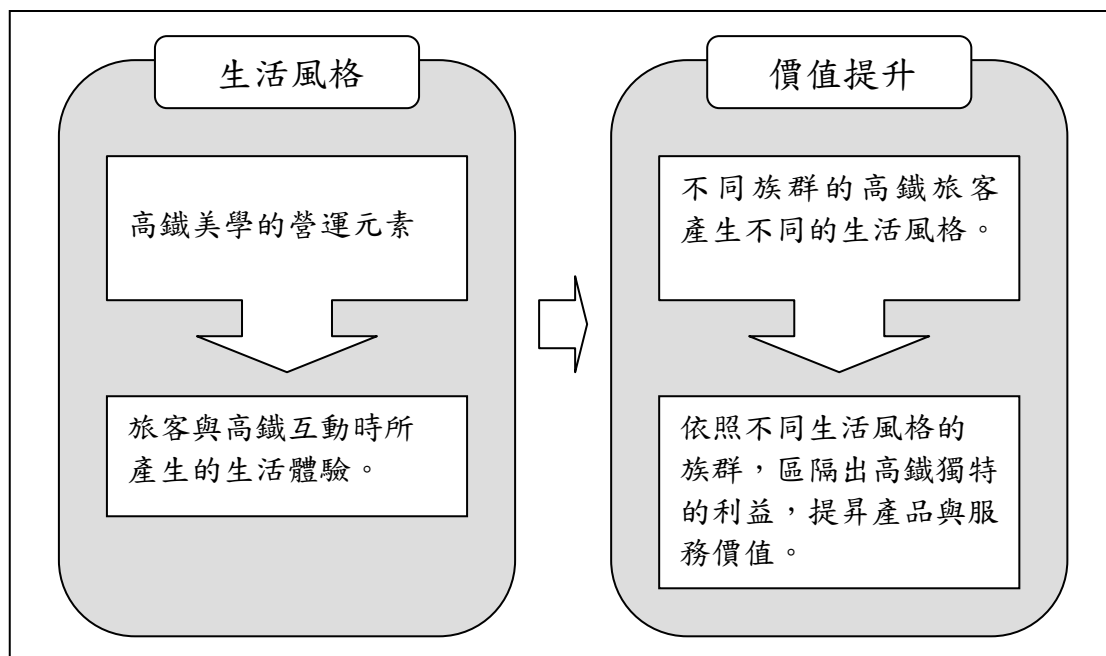 生活風格
高鐵美學的營運元素
旅客與高鐵互動時所
產生的生活體驗。
價值提升
不同族群的高鐵旅客
產生不同的生活風格。
依照不同生活風格的
族群，區隔出高鐵獨特
的利益，提昇產品與服
務價值。